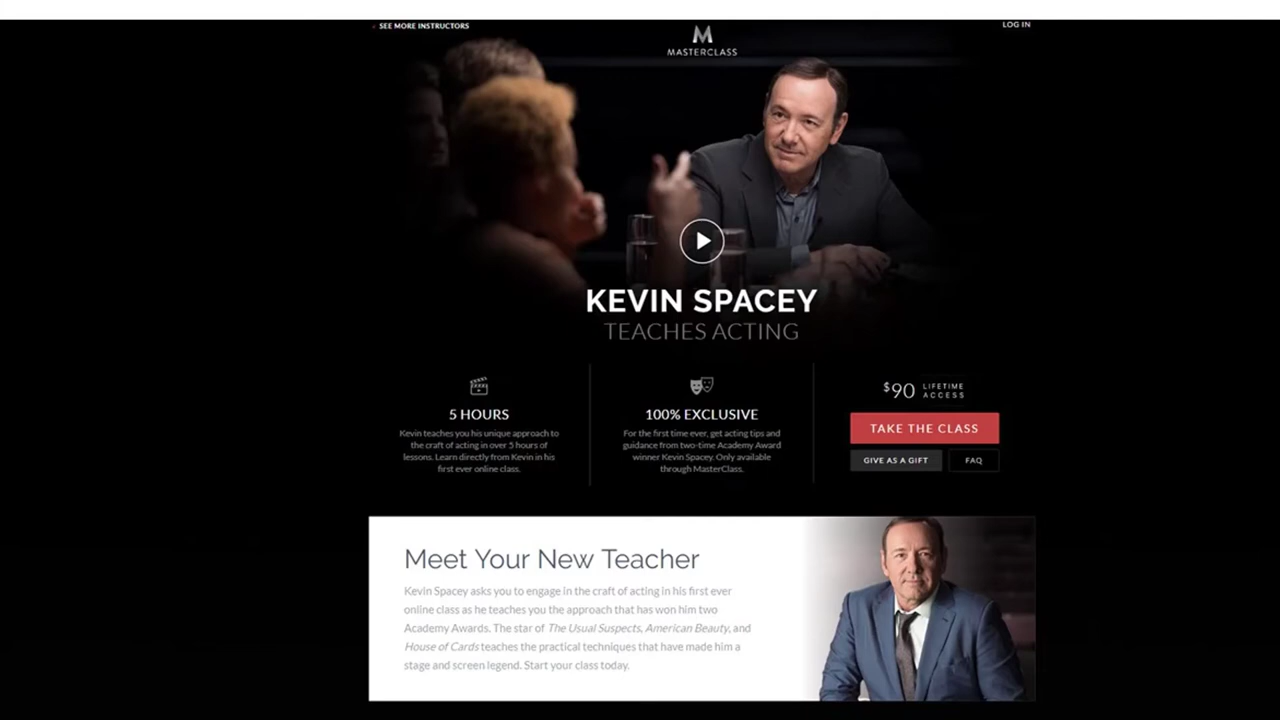 ‹ SEE MORE INSTRUCTORS
MASTERCLASS
LOG IN
KEVIN SPACEY
TEACHES ACTING
5 HOURS
Kevin teaches you his unique approach to
the craft of acting in over 5 hours of
lessons. Learn directly from Kevin in his
first ever online class.
100% EXCLUSIVE
For the first time ever, get acting tips and
guidance from two-time Academy Award
winner Kevin Spacey. Only available
through MasterClass.
$90 LIFETIME
ACCESS
TAKE THE CLASS
GIVE AS A GIFT
FAQ
Meet Your New Teacher
Kevin Spacey asks you to engage in the craft of acting in his first ever
online class as he teaches you the approach that has won him two
Academy Awards. The star of The Usual Suspects, American Beauty, and
House of Cards teaches the practical techniques that have made him a
stage and screen legend. Start your class today.